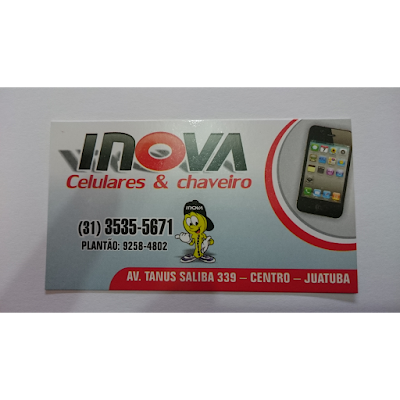 INOVA
Celulares & chaveiro
(31) 3535-5671
PLANTÃO: 9258-4802
INOVA
AV. TANUS SALIBA 339 – CENTRO – JUATUBA